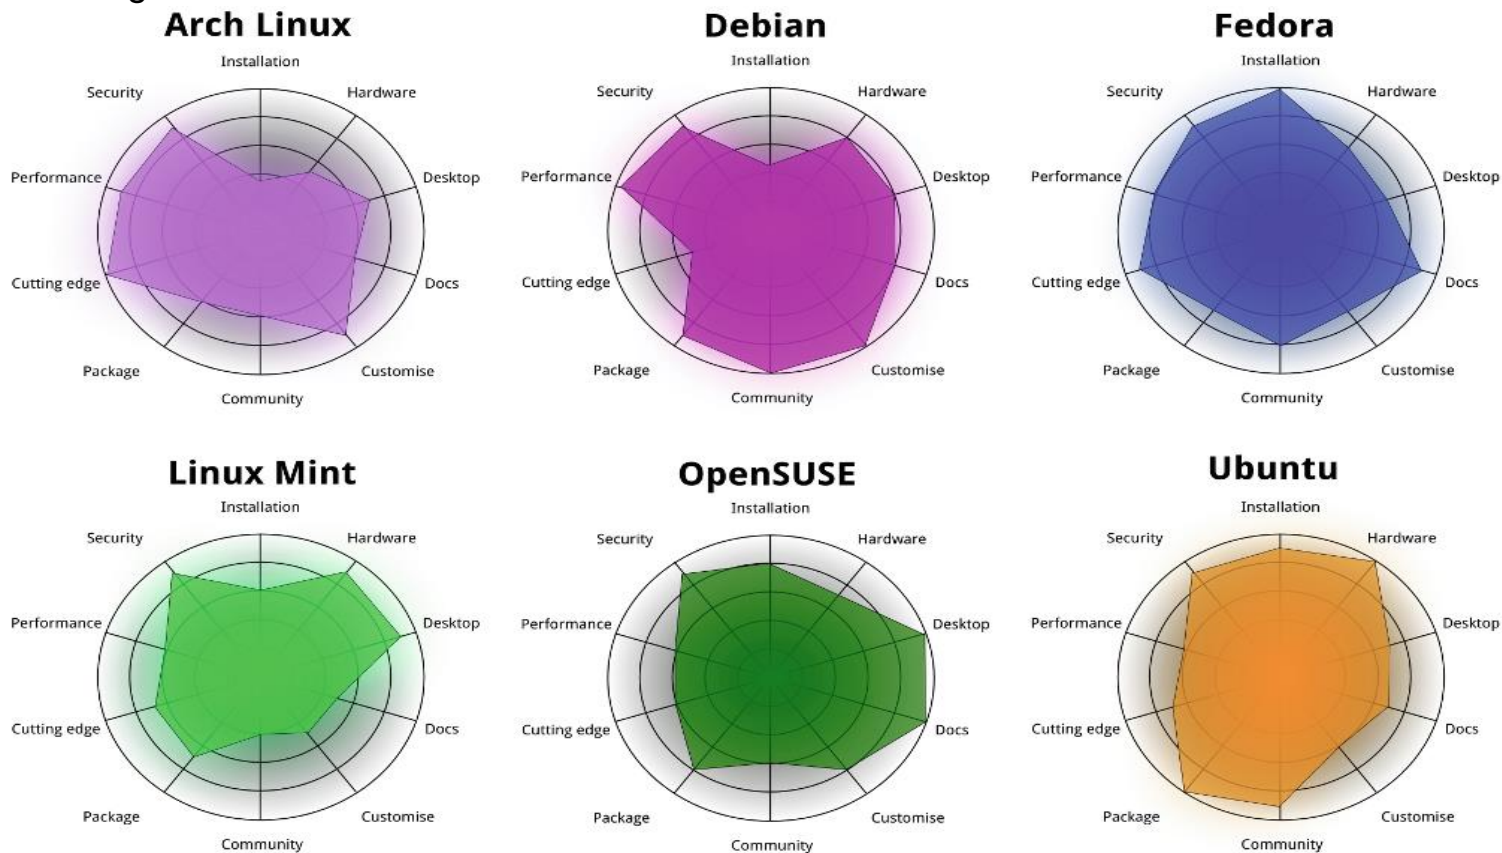 Arch Linux
Installation
Security
Hardware
Performance
Desktop
Cutting edge
Docs
Package
Customise
Community
Debian
Installation
Security
Hardware
Performance
Desktop
Cutting edge
Docs
Package
Customise
Community
Fedora
Installation
Security
Hardware
Performance
Desktop
Cutting edge
Docs
Package
Customise
Community
Linux Mint
Installation
Security
Hardware
Performance
Desktop
Cutting edge
Docs
Package
Customise
Community
OpenSUSE
Installation
Security
Hardware
Performance
Desktop
Cutting edge
Docs
Package
Customise
Community
Ubuntu
Installation
Security
Hardware
Performance
Desktop
Cutting edge
Docs
Package
Customise
Community